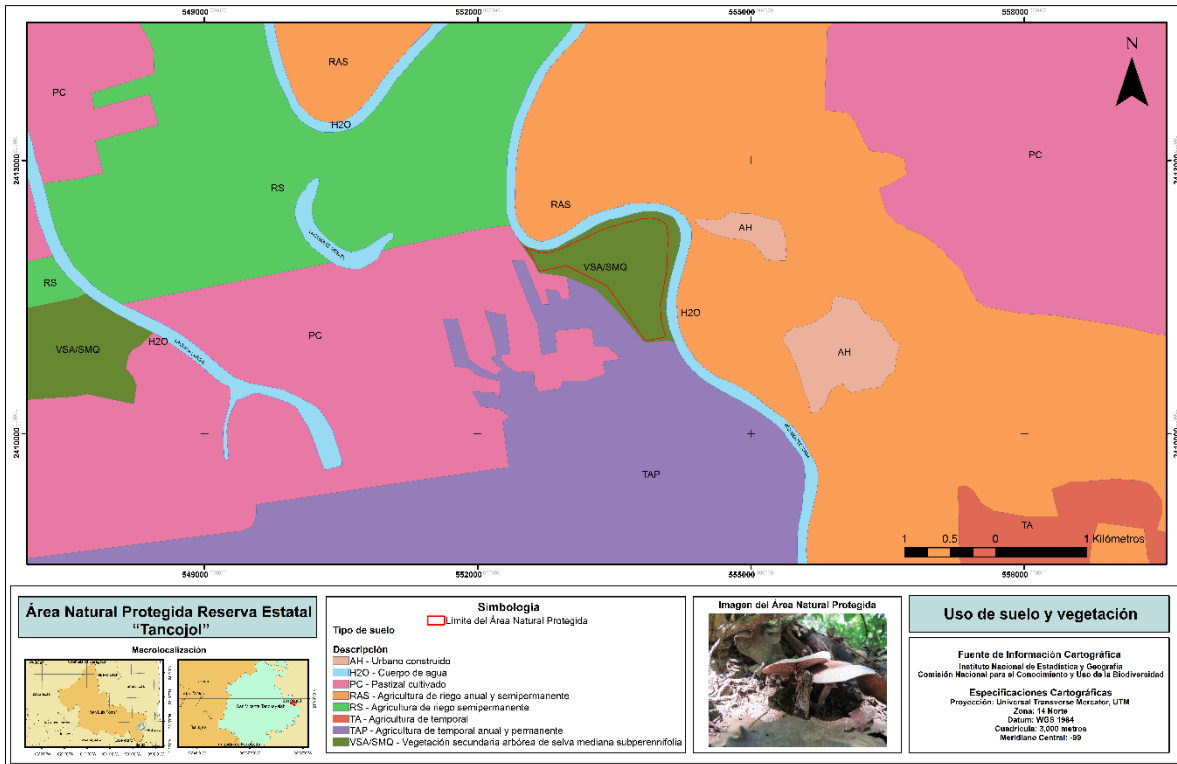 549000
552000
555000
558000
N
RAS
PC
H2O
2413000
2413000
PC
RS
RAS
AH
VSA/SMQ
RS
H2O
H2O
PC
VSA/SMQ
AH
2410000
2410000
TAP
TA
1 0.5 0 1 Kilómetros
549000
552000
555000
558000
Área Natural Protegida Reserva Estatal
“Tancojol”
Macrolocalización
Simbología
Límite del Área Natural Protegida
Tipo de suelo
Descripción
AH - Urbano construido
H2O - Cuerpo de agua
PC - Pastizal cultivado
RAS - Agricultura de riego anual y semipermanente
RS - Agricultura de riego semipermanente
TA - Agricultura de temporal
TAP - Agricultura de temporal anual y permanente
VSA/SMQ - Vegetación secundaria arbórea de selva mediana subperennifolia
Imagen del Área Natural Protegida
Uso de suelo y vegetación
Fuente de Información Cartográfica
Instituto Nacional de Estadística y Geografía
Comisión Nacional para el Conocimiento y Uso de la Biodiversidad
Especificaciones Cartográficas
Proyección: Universal Transverse Mercator, UTM
Zona: 14 Norte
Datum: WGS 1984
Cuadrícula: 3,000 metros
Meridiano Central: -99